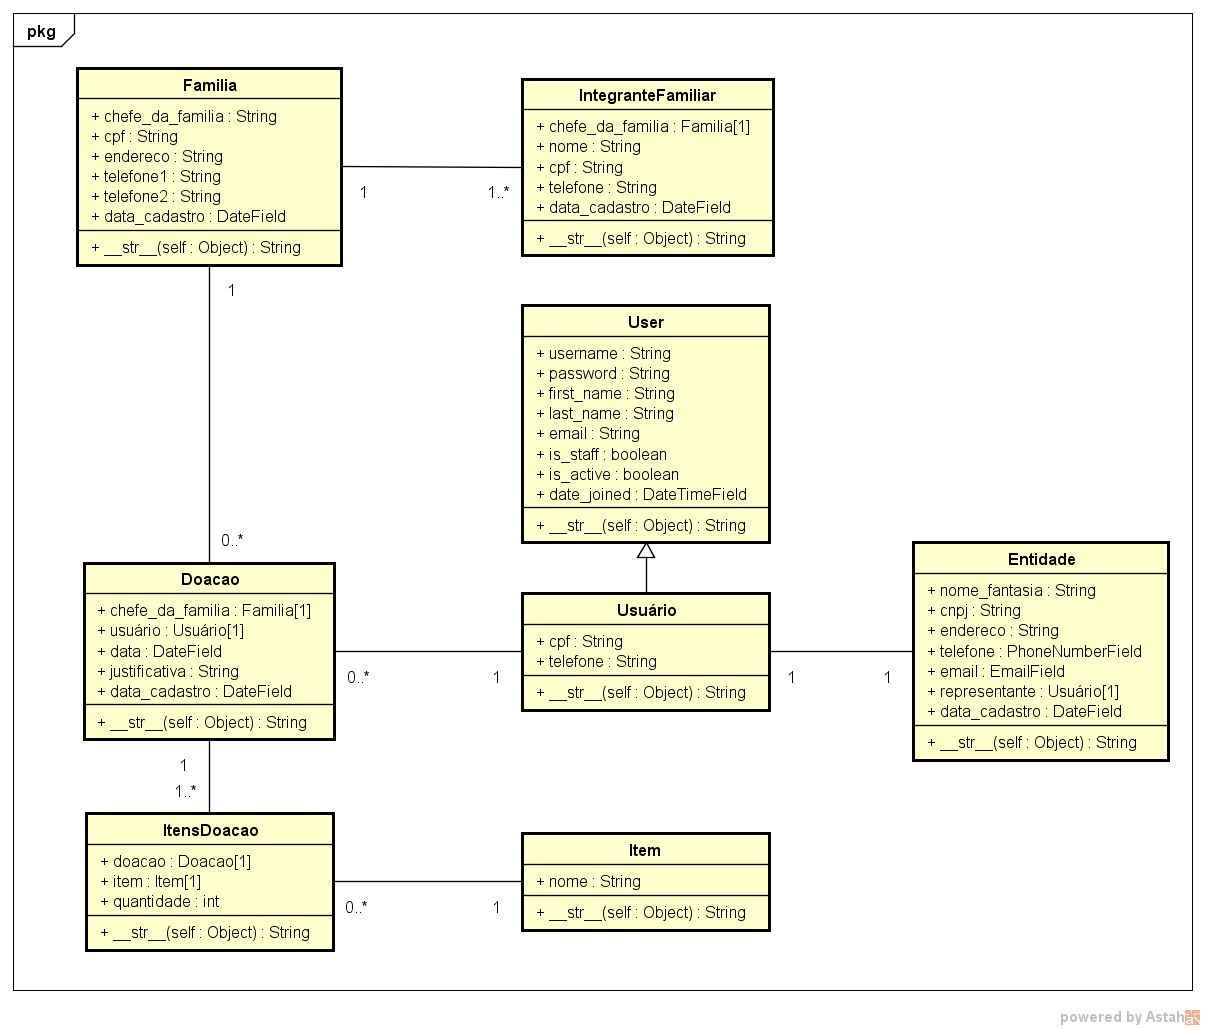 pkg
Familia
+ chefe_da_familia : String
+ cpf : String
+ endereco : String
+ telefone1 : String
+ telefone2 : String
+ data_cadastro : DateField
+ __str__(self : Object) : String
IntegranteFamiliar
+ chefe_da_familia : Familia[1]
+ nome : String
+ cpf : String
+ telefone : String
+ data_cadastro : DateField
+ __str__(self : Object) : String
1
1..*
1
0..*
User
+ username : String
+ password : String
+ first_name : String
+ last_name : String
+ email : String
+ is_staff : boolean
+ is_active : boolean
+ date_joined : DateTimeField
+ __str__(self : Object) : String
Doacao
+ chefe_da_familia : Familia[1]
+ usuário : Usuário[1]
+ data : DateField
+ justificativa : String
+ data_cadastro : DateField
+ __str__(self : Object) : String
0..*
1
Usuário
+ cpf : String
+ telefone : String
+ __str__(self : Object) : String
1
1
Entidade
+ nome_fantasia : String
+ cnpj : String
+ endereco : String
+ telefone : PhoneNumberField
+ email : EmailField
+ representante : Usuário[1]
+ data_cadastro : DateField
+ __str__(self : Object) : String
1
1..*
ItensDoacao
+ doacao : Doacao[1]
+ item : Item[1]
+ quantidade : int
+ __str__(self : Object) : String
0..*
1
Item
+ nome : String
+ __str__(self : Object) : String
powered by Astah